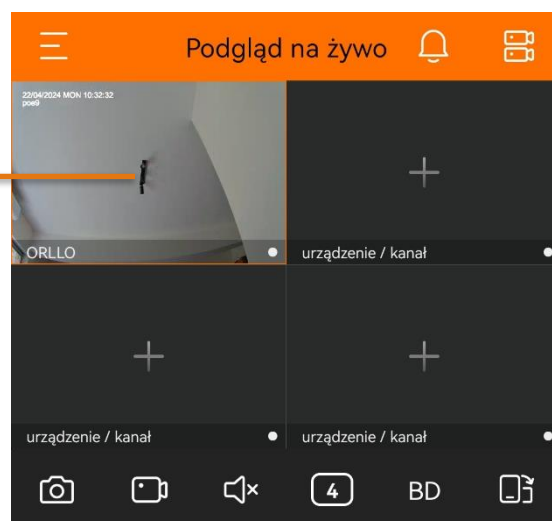 Podgląd na żywo
22/04/2024 MON 10:32:32
poe9
ORLLO
urządzenie / kanał
urządzenie / kanał
urządzenie / kanał
4
BD